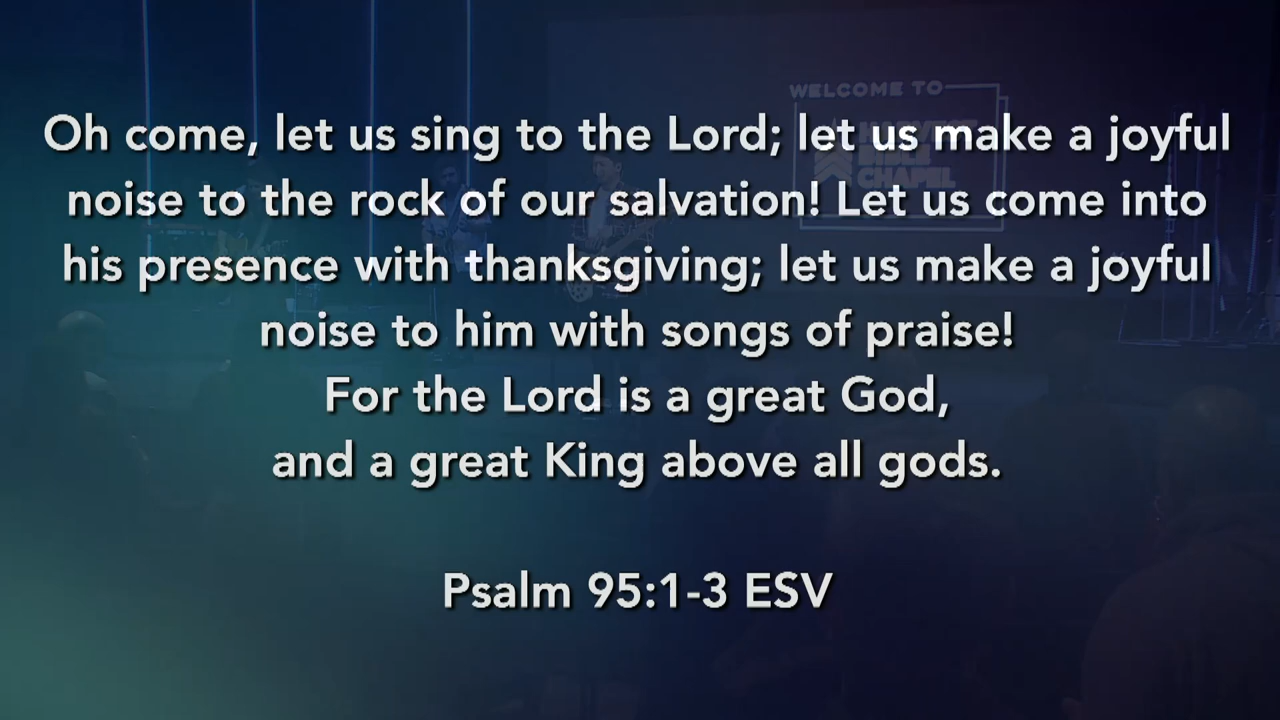 Oh come, let us sing to the Lord; let us make a joyful
noise to the rock of our salvation! Let us come into
his presence with thanksgiving; let us make a joyful
noise to him with songs of praise!
For the Lord is a great God,
and a great King above all gods.
Psalm 95:1-3 ESV
WELCOME TO
HARVEST
BIBLE
CHAPEL